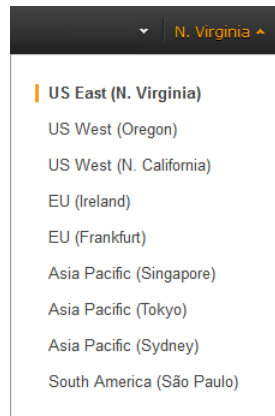 N. Virginia
US East (N. Virginia)
US West (Oregon)
US West (N. California)
EU (Ireland)
EU (Frankfurt)
Asia Pacific (Singapore)
Asia Pacific (Tokyo)
Asia Pacific (Sydney)
South America (São Paulo)